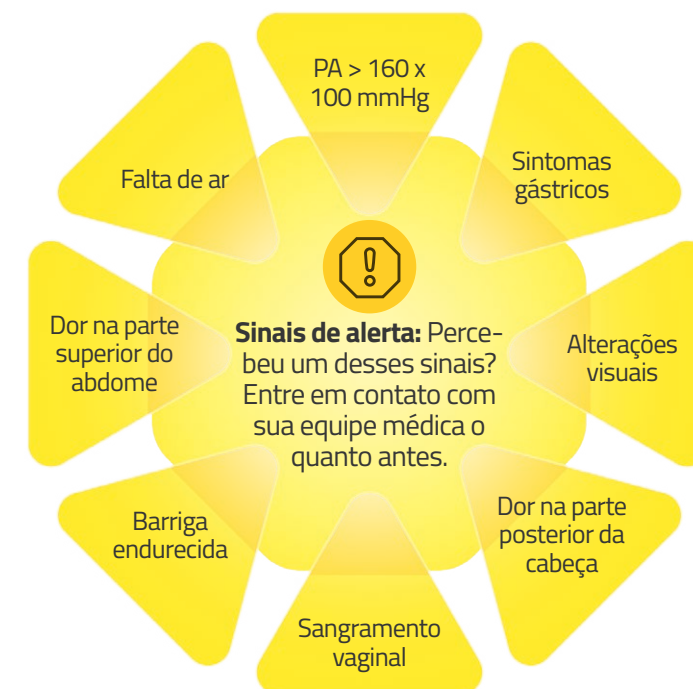 PA > 160 x
100 mmHg
Sintomas
gástricos
Alterações
visuais
Dor na parte
posterior da
cabeça
Sangramento
vaginal
Barriga
endurecida
Dor na parte
superior do
abdome
Falta de ar
Sinais de alerta: Perce-
beu um desses sinais?
Entre em contato com
sua equipe médica o
quanto antes.